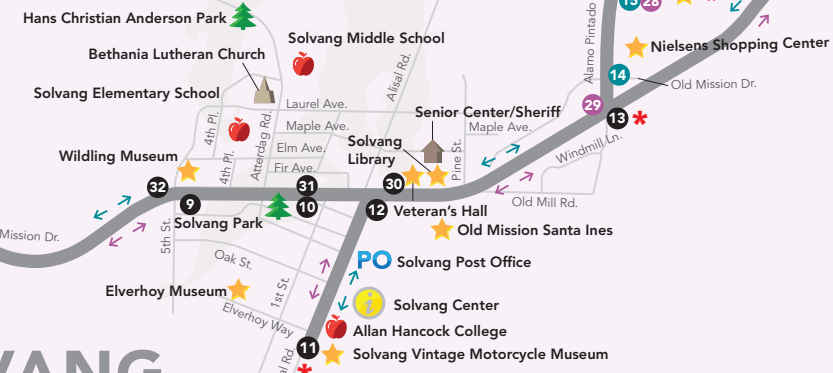 15 28
Hans Christian Anderson Park
Solvang Middle School
Alamo Pintado
Nielsens Shopping Center
Bethania Lutheran Church
Alisal Rd.
14
Old Mission Dr.
Solvang Elementary School
Laurel Ave.
29
Senior Center/Sheriff
13
4th Pl.
Atterdag Rd.
Maple Ave.
Maple Ave.
Solvang
Library
Elm Ave.
Pine St.
Windmill Ln.
Wildling Museum
4th Pl.
Fir Ave.
32
31
30
9
10
12
Veteran's Hall
Old Mill Rd.
Solvang Park
Mission Dr.
5th St.
Old Mission Santa Ines
Oak St.
PO Solvang Post Office
Elverhoy Museum
1st St.
i Solvang Center
Elverhoy Way
Allan Hancock College
11
Solvang Vintage Motorcycle Museum
al Rd.
VANG